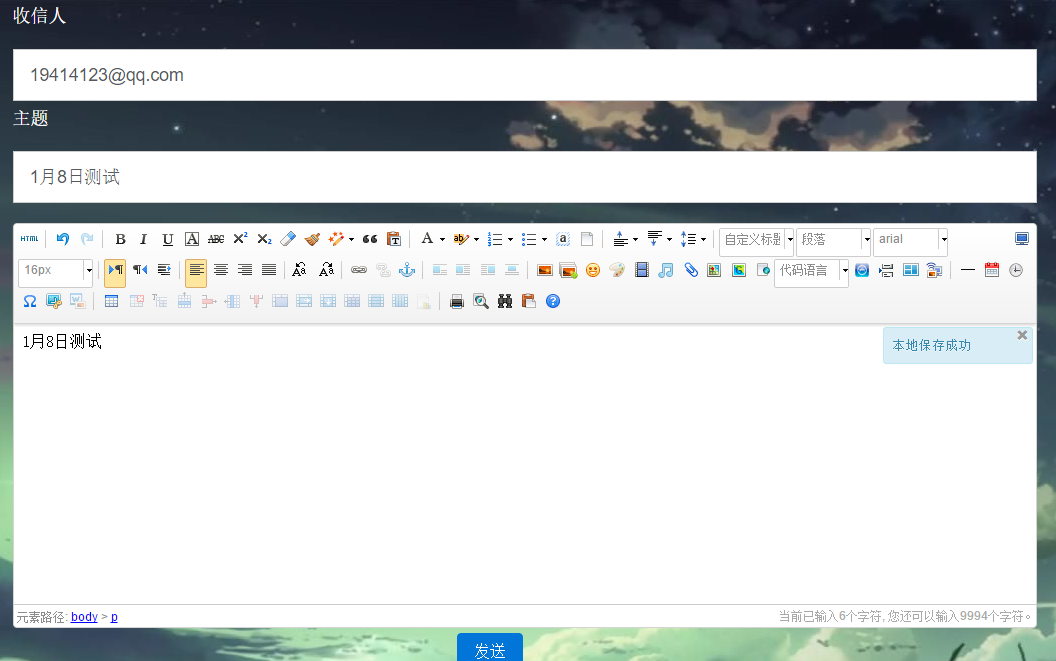 收信人
19414123@qq.com
主题
1月8日测试
HTML B I U A ABC X² X₂ A 自定义标题 段落 arial
16px 代码语言
1月8日测试
本地保存成功
元素路径: body > p
当前已输入6个字符, 您还可以输入9994个字符。
发送